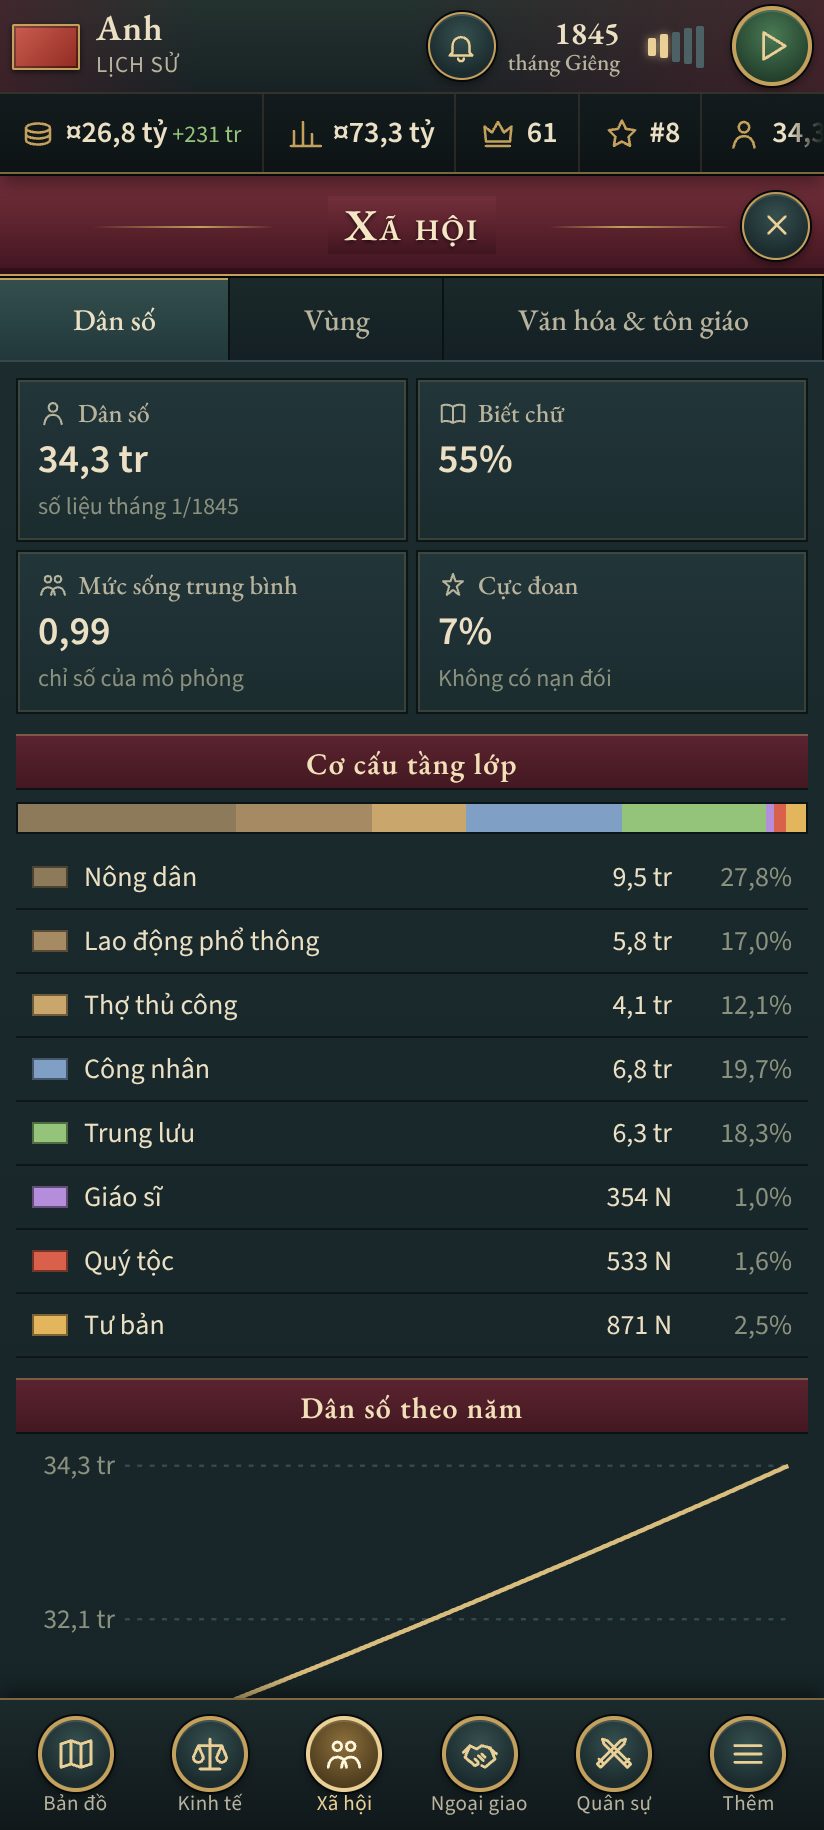 Anh
LỊCH SỬ
1845
tháng Giêng
¤26,8 tỷ +231 tr
¤73,3 tỷ
61
#8
34,3
Xã hội
Dân số
Vùng
Văn hóa & tôn giáo
Dân số
34,3 tr
số liệu tháng 1/1845
Biết chữ
55%
Mức sống trung bình
0,99
chỉ số của mô phỏng
Cực đoan
7%
Không có nạn đói
Cơ cấu tầng lớp
Nông dân 9,5 tr 27,8%
Lao động phổ thông 5,8 tr 17,0%
Thợ thủ công 4,1 tr 12,1%
Công nhân 6,8 tr 19,7%
Trung lưu 6,3 tr 18,3%
Giáo sĩ 354 N 1,0%
Quý tộc 533 N 1,6%
Tư bản 871 N 2,5%
Dân số theo năm
34,3 tr
32,1 tr
Bản đồ
Kinh tế
Xã hội
Ngoại giao
Quân sự
Thêm